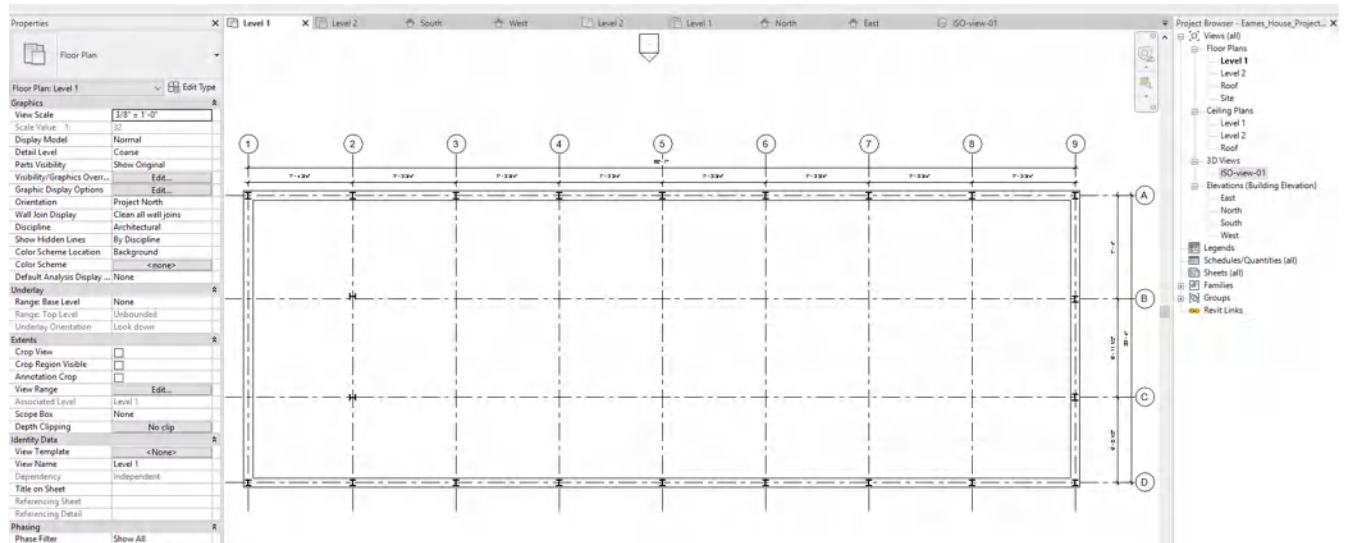 Properties
Floor Plan
Floor Plan: Level 1
Edit Type
Graphics
View Scale 3/8" = 1'-0"
Scale Value 1: 32
Display Model Normal
Detail Level Coarse
Parts Visibility Show Original
Visibility/Graphics Overr... Edit...
Graphic Display Options Edit...
Orientation Project North
Wall Join Display Clean all wall joins
Discipline Architectural
Show Hidden Lines By Discipline
Color Scheme Location Background
Color Scheme <none>
Default Analysis Display ... None
Underlay
Range: Base Level None
Range: Top Level Unbounded
Underlay Orientation Look down
Extents
Crop View
Crop Region Visible
Annotation Crop
View Range Edit...
Associated Level Level 1
Scope Box None
Depth Clipping No clip
Identity Data
View Template <None>
View Name Level 1
Dependency Independent
Title on Sheet
Referencing Sheet
Referencing Detail
Phasing
Phase Filter Show All
Level 1 Level 2 South West Level 2 Level 1 North East ISO-view-01
1 2 3 4 5 6 7 8 9
A
B
C
D
Project Browser - Eames_House_Project...
Views (all)
Floor Plans
Level 1
Level 2
Roof
Site
Ceiling Plans
Level 1
Level 2
Roof
3D Views
ISO-view-01
Elevations (Building Elevation)
East
North
South
West
Legends
Schedules/Quantities (all)
Sheets (all)
Families
Groups
Revit Links